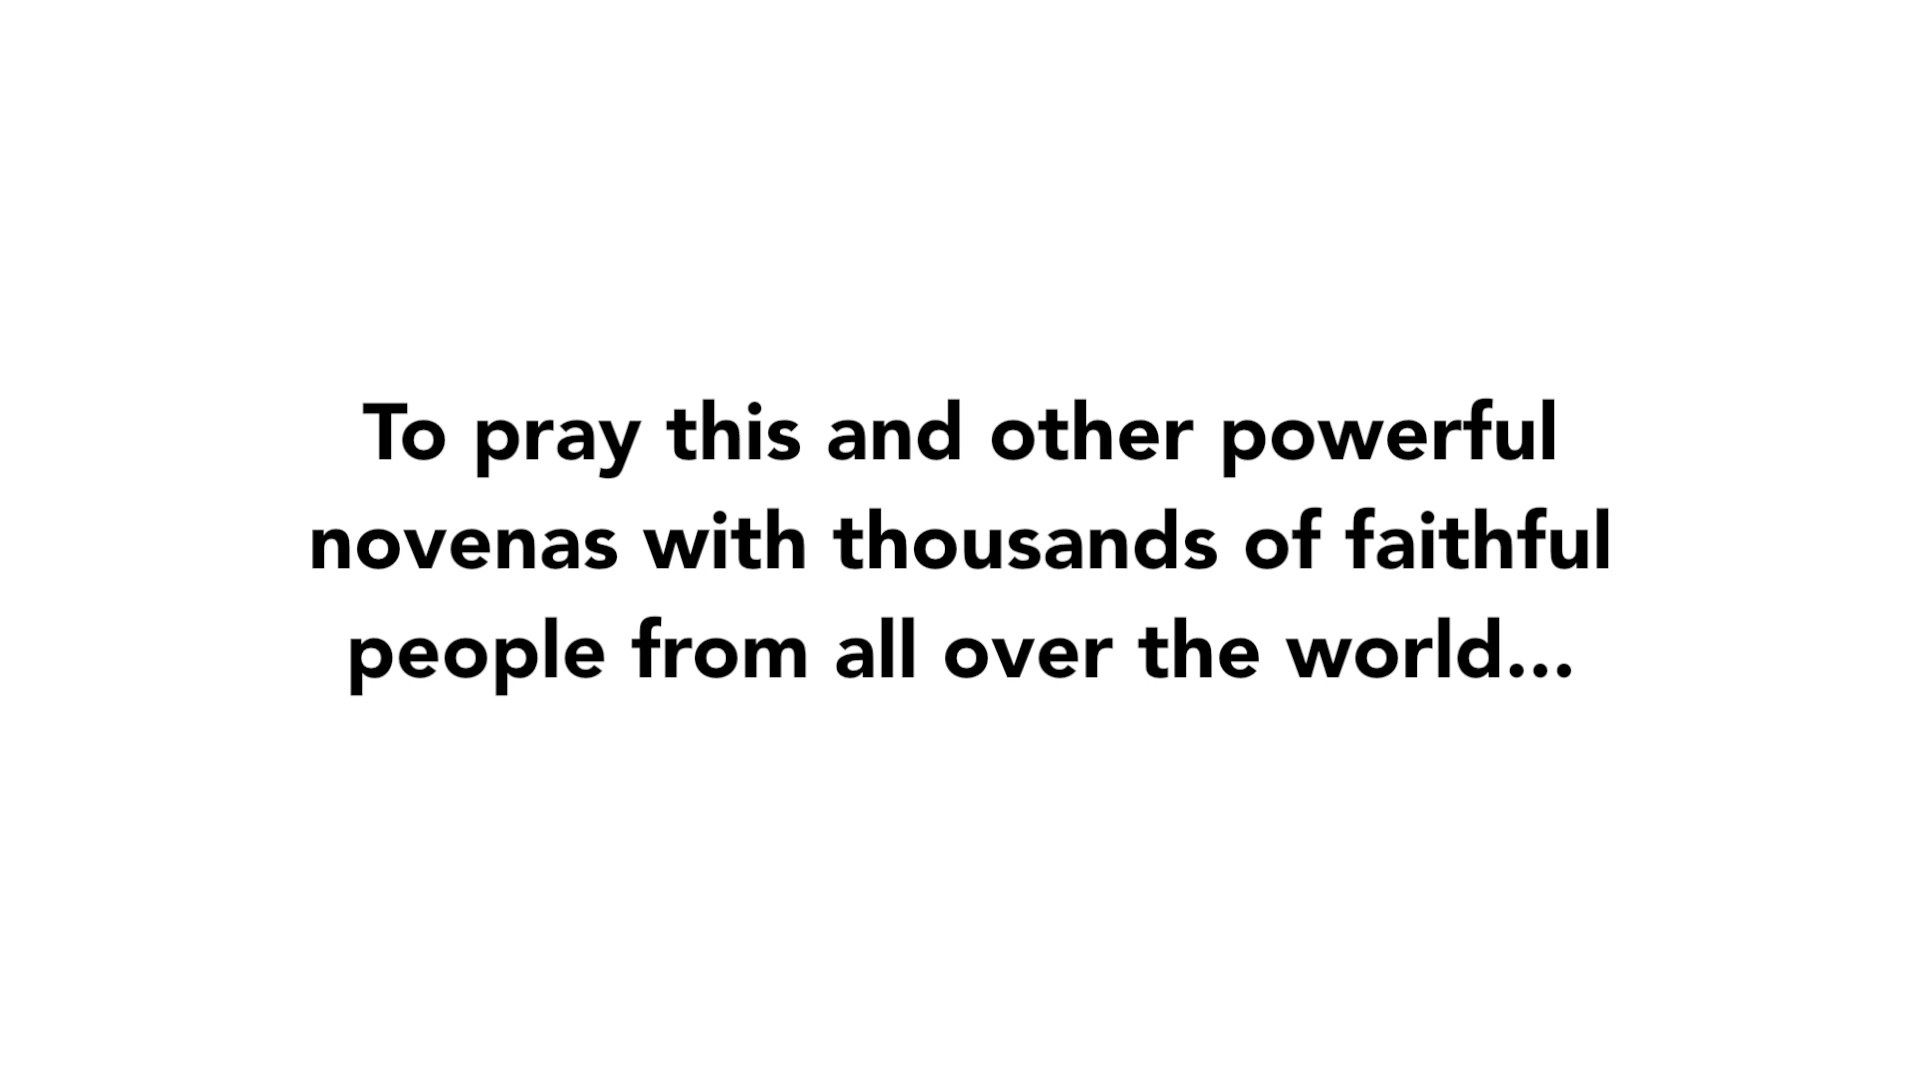 To pray this and other powerful
novenas with thousands of faithful
people from all over the world...